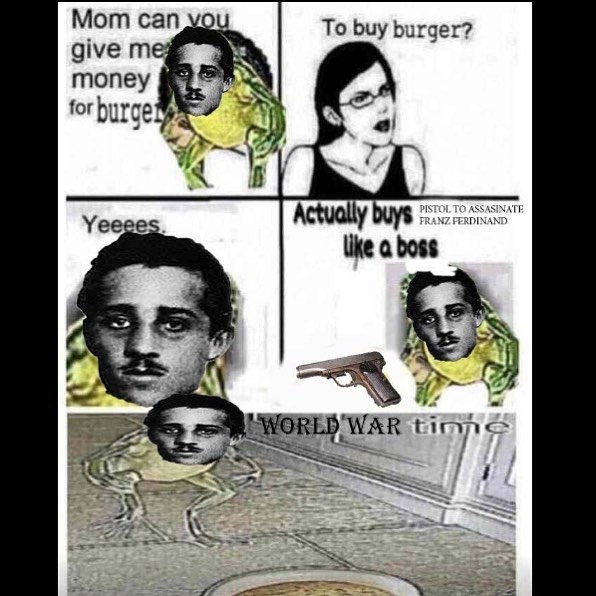 Mom can you
give me
money
for burger
To buy burger?
Yeeees.
Actually buys PISTOL TO ASSASINATE
FRANZ FERDINAND
like a boss
WORLD WAR time